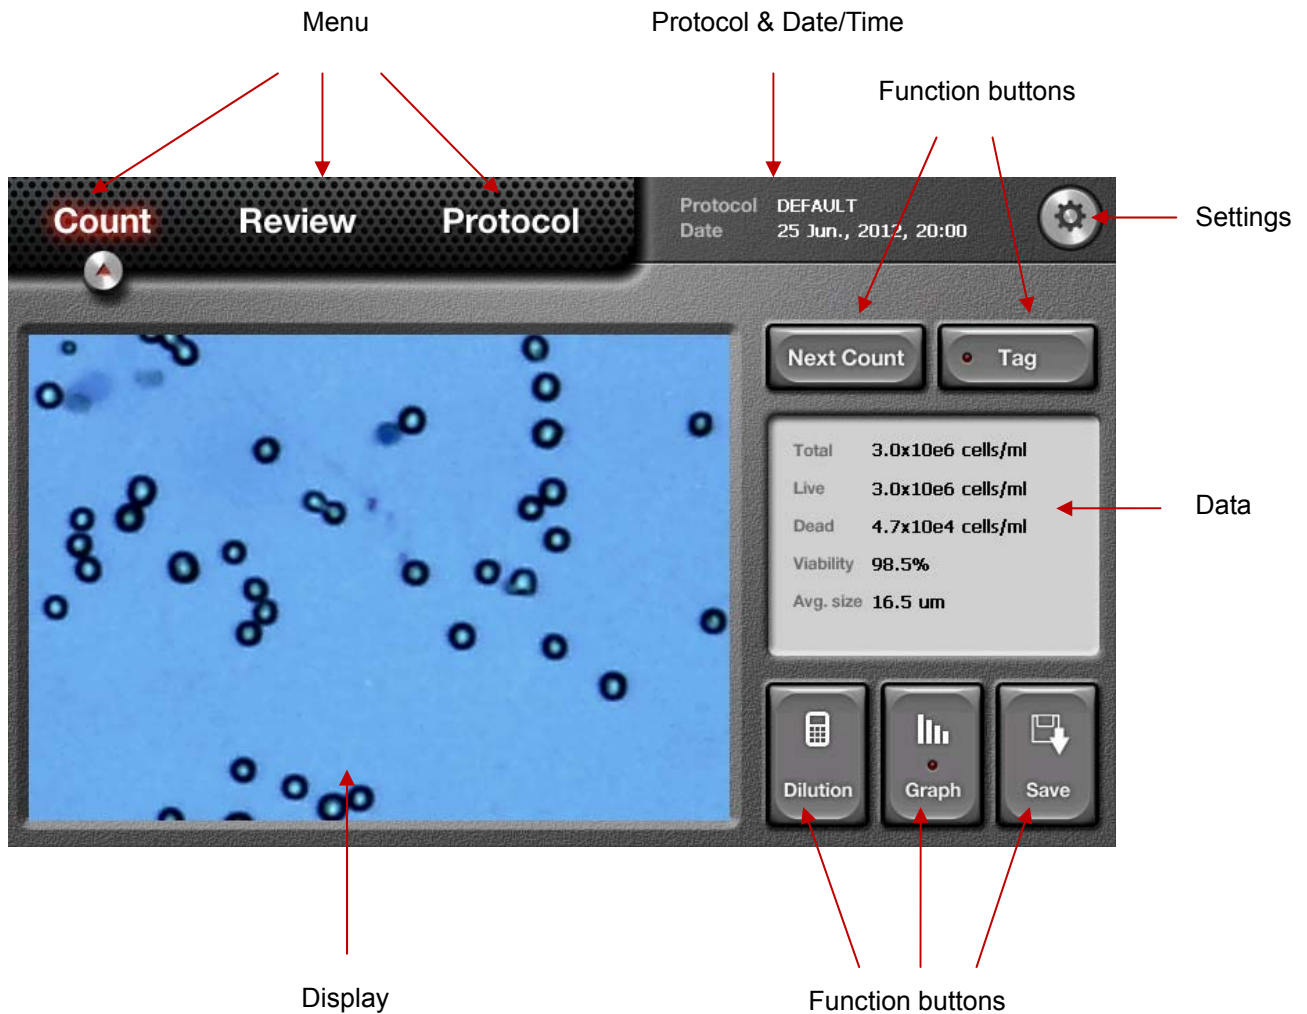 Menu
Protocol & Date/Time
Function buttons
Count
Review
Protocol
Protocol DEFAULT
Date 25 Jun., 2012, 20:00
Settings
Next Count
Tag
Total 3.0x10e6 cells/ml
Live 3.0x10e6 cells/ml
Dead 4.7x10e4 cells/ml
Viability 98.5%
Avg. size 16.5 um
Data
Dilution
Graph
Save
Display
Function buttons